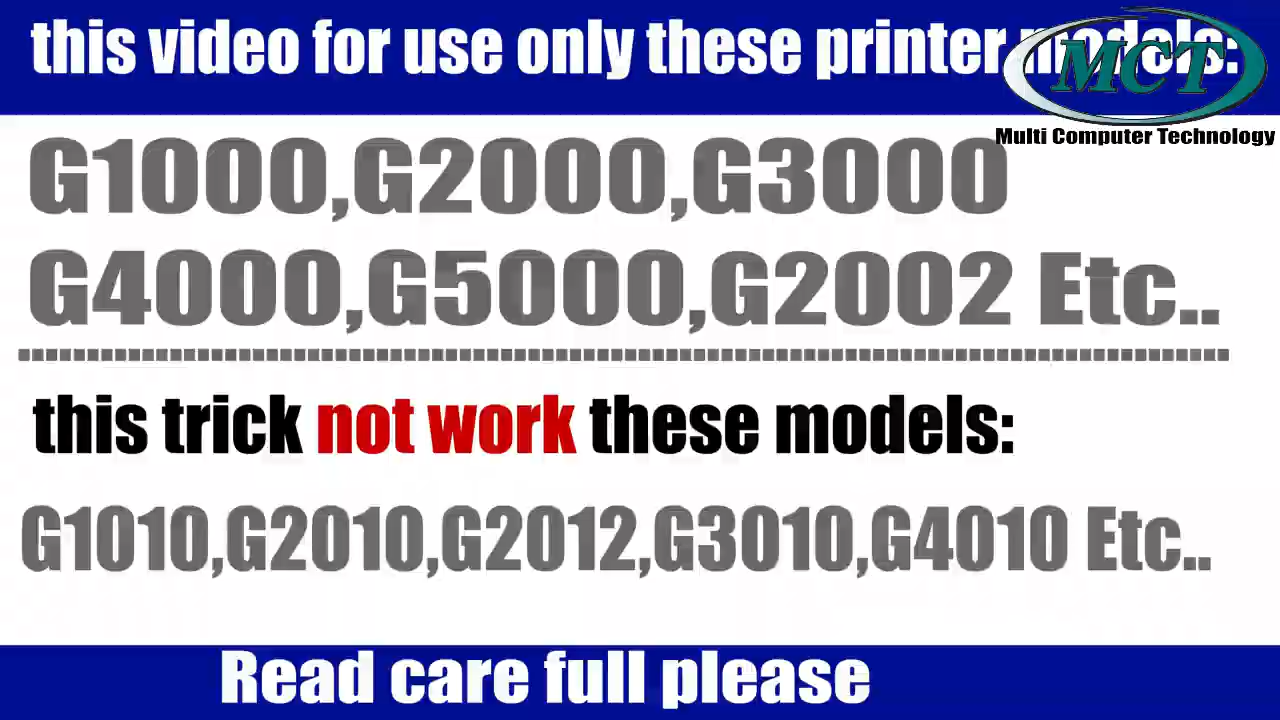 this video for use only these printer models:
MCT
Multi Computer Technology
G1000,G2000,G3000
G4000,G5000,G2002 Etc..
this trick not work these models:
G1010,G2010,G2012,G3010,G4010 Etc..
Read care full please